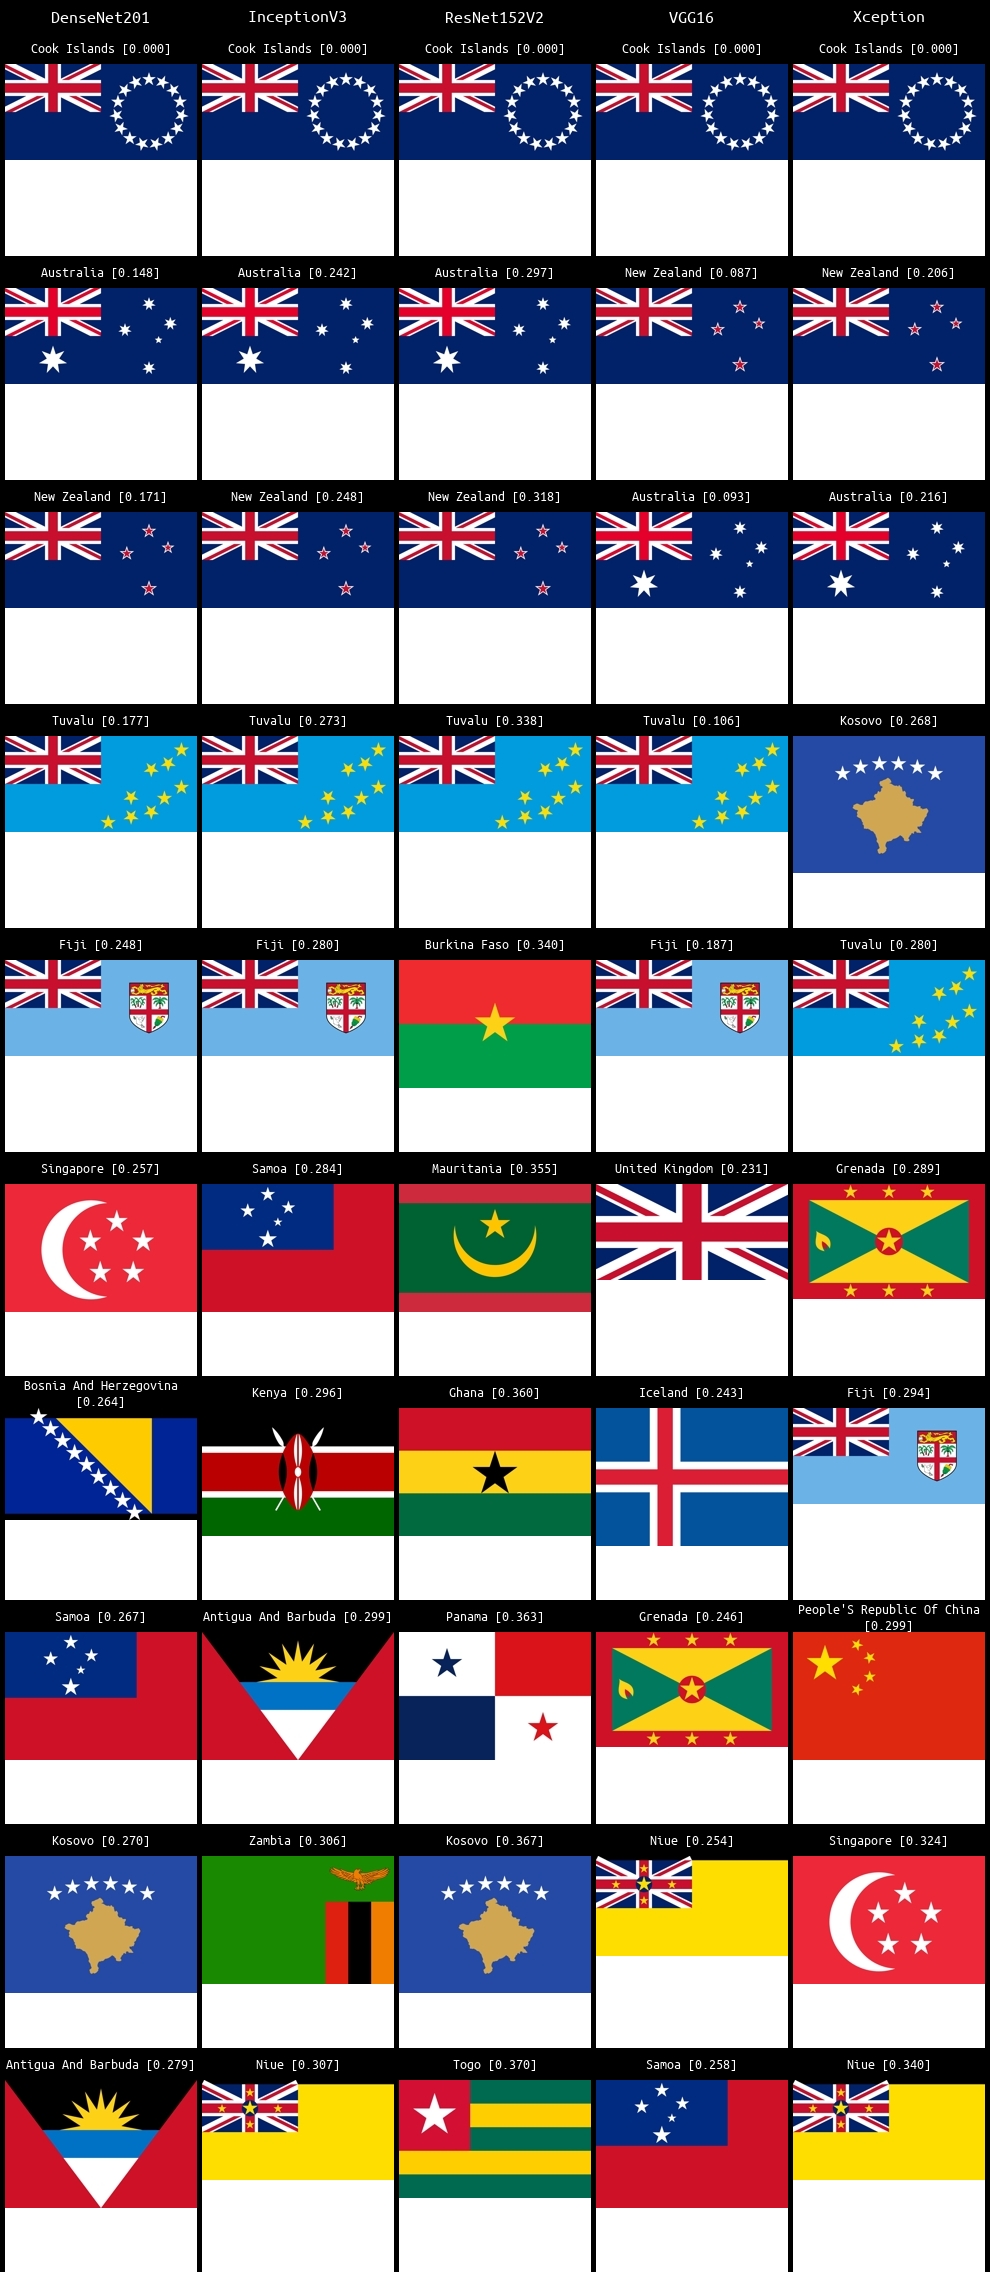 DenseNet201 InceptionV3 ResNet152V2 VGG16 Xception
Cook Islands [0.000] Cook Islands [0.000] Cook Islands [0.000] Cook Islands [0.000] Cook Islands [0.000]
Australia [0.148] Australia [0.242] Australia [0.297] New Zealand [0.087] New Zealand [0.206]
New Zealand [0.171] New Zealand [0.248] New Zealand [0.318] Australia [0.093] Australia [0.216]
Tuvalu [0.177] Tuvalu [0.273] Tuvalu [0.338] Tuvalu [0.106] Kosovo [0.268]
Fiji [0.248] Fiji [0.280] Burkina Faso [0.340] Fiji [0.187] Tuvalu [0.280]
Singapore [0.257] Samoa [0.284] Mauritania [0.355] United Kingdom [0.231] Grenada [0.289]
Bosnia And Herzegovina
[0.264] Kenya [0.296] Ghana [0.360] Iceland [0.243] Fiji [0.294]
Samoa [0.267] Antigua And Barbuda [0.299] Panama [0.363] Grenada [0.246] People'S Republic Of China
[0.299]
Kosovo [0.270] Zambia [0.306] Kosovo [0.367] Niue [0.254] Singapore [0.324]
Antigua And Barbuda [0.279] Niue [0.307] Togo [0.370] Samoa [0.258] Niue [0.340]